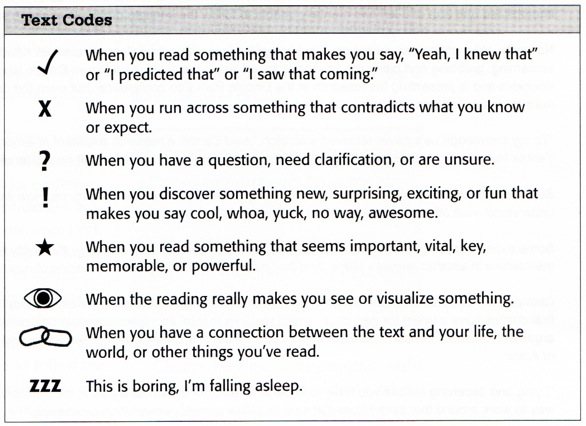 Text Codes
✓ When you read something that makes you say, “Yeah, I knew that”
or “I predicted that” or “I saw that coming.”
X When you run across something that contradicts what you know
or expect.
? When you have a question, need clarification, or are unsure.
! When you discover something new, surprising, exciting, or fun that
makes you say cool, whoa, yuck, no way, awesome.
★ When you read something that seems important, vital, key,
memorable, or powerful.
When the reading really makes you see or visualize something.
When you have a connection between the text and your life, the
world, or other things you’ve read.
ZZZ This is boring, I’m falling asleep.